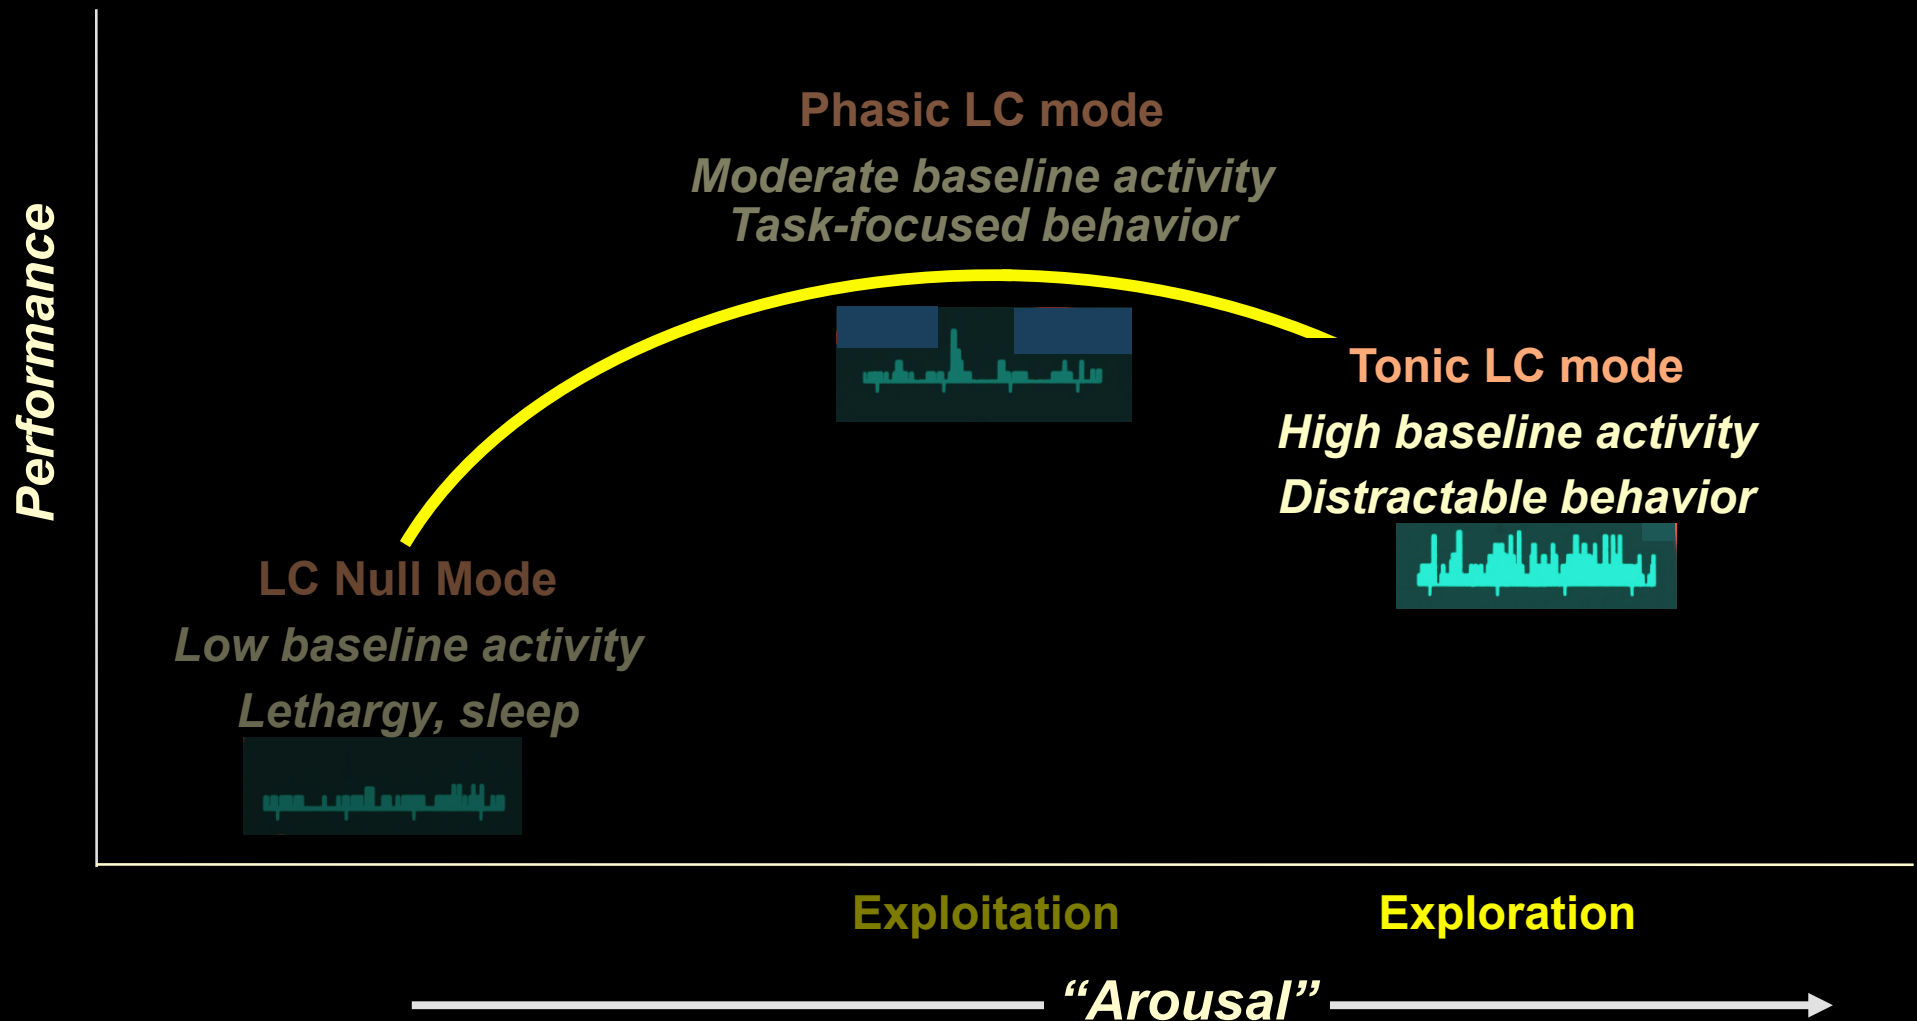 Performance
Phasic LC mode
Moderate baseline activity
Task-focused behavior
Tonic LC mode
High baseline activity
Distractable behavior
LC Null Mode
Low baseline activity
Lethargy, sleep
Exploitation
Exploration
“Arousal”